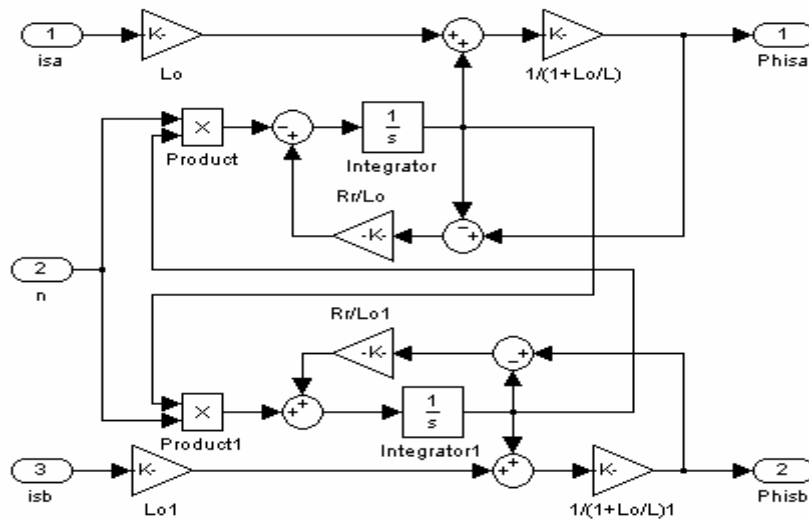 1
isa
K-
Lo
++
K-
1/(1+Lo/L)
1
Phisa
×
Product
-+
1/s
Integrator
Rr/Lo
-K-
-+
2
n
Rr/Lo1
-K-
-+
×
Product1
++
1/s
Integrator1
3
isb
K-
Lo1
++
K-
1/(1+Lo/L)1
2
Phisb